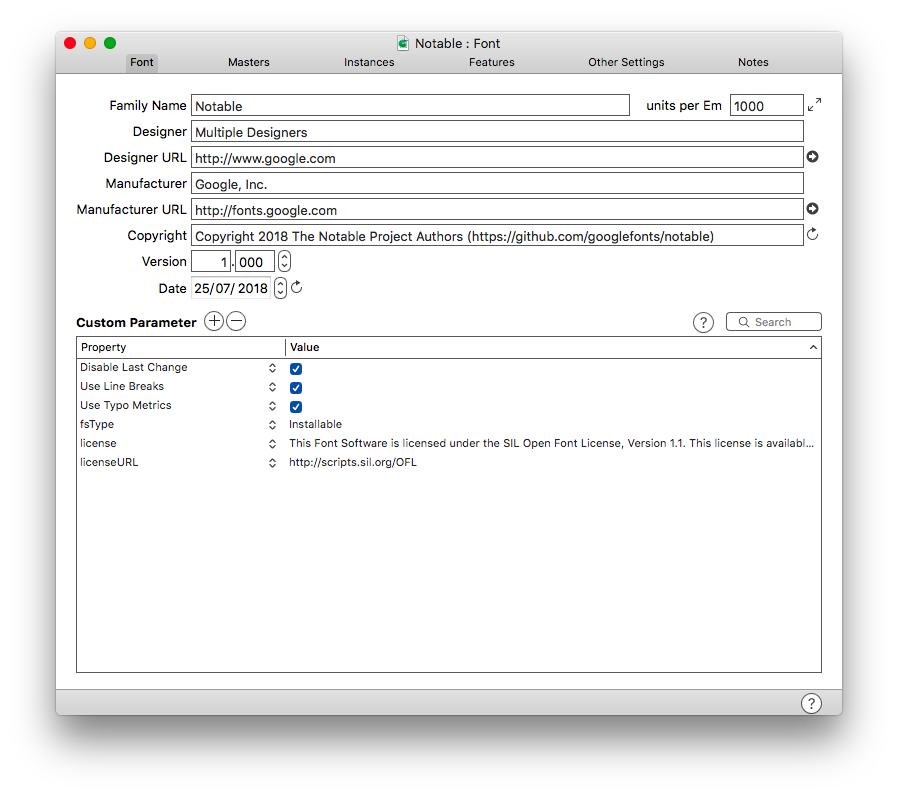 Notable : Font
Font Masters Instances Features Other Settings Notes
Family Name Notable units per Em 1000
Designer Multiple Designers
Designer URL http://www.google.com
Manufacturer Google, Inc.
Manufacturer URL http://fonts.google.com
Copyright Copyright 2018 The Notable Project Authors (https://github.com/googlefonts/notable)
Version 1.000
Date 25/07/2018
Custom Parameter ? Search
Property Value
Disable Last Change
Use Line Breaks
Use Typo Metrics
fsType Installable
license This Font Software is licensed under the SIL Open Font License, Version 1.1. This license is availabl...
licenseURL http://scripts.sil.org/OFL
?